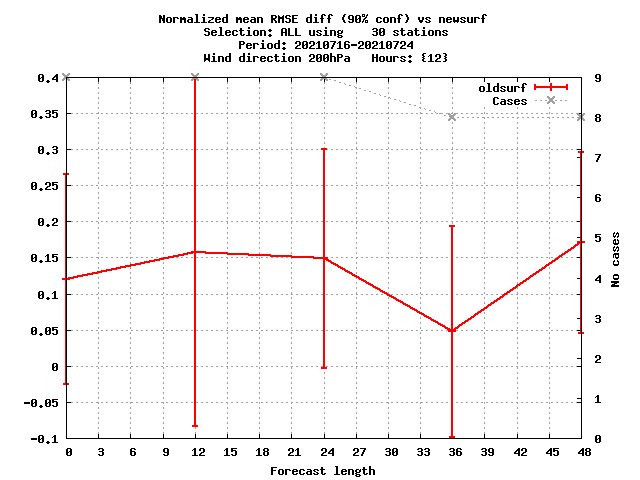 Normalized mean RMSE diff (90% conf) vs newsurf
Selection: ALL using    30 stations
Period: 20210716-20210724
Wind direction 200hPa   Hours: {12}
oldsurf
Cases
0.4
0.35
0.3
0.25
0.2
0.15
0.1
0.05
0
-0.05
-0.1
9
8
7
6
5
4
3
2
1
0
No cases
0 3 6 9 12 15 18 21 24 27 30 33 36 39 42 45 48
Forecast length